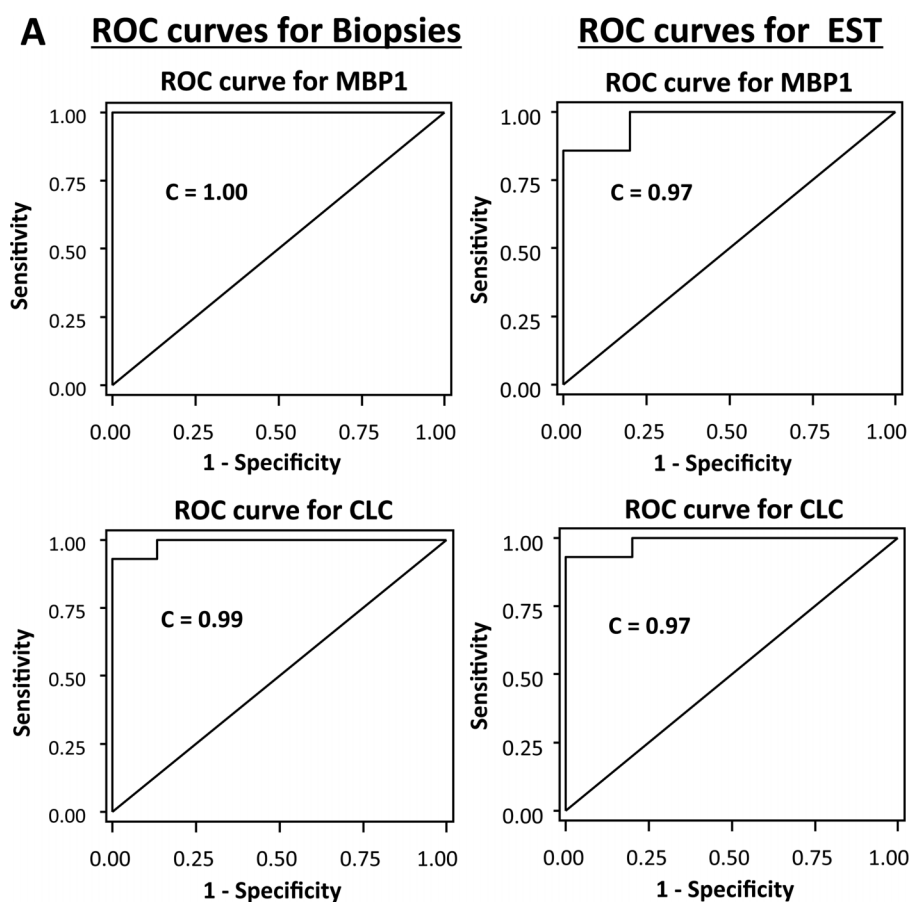 A
ROC curves for Biopsies
ROC curves for EST
ROC curve for MBP1
1.00
0.75
0.50
0.25
0.00
Sensitivity
C = 1.00
0.00 0.25 0.50 0.75 1.00
1 - Specificity
ROC curve for MBP1
1.00
0.75
0.50
0.25
0.00
Sensitivity
C = 0.97
0.00 0.25 0.50 0.75 1.00
1 - Specificity
ROC curve for CLC
1.00
0.75
0.50
0.25
0.00
Sensitivity
C = 0.99
0.00 0.25 0.50 0.75 1.00
1 - Specificity
ROC curve for CLC
1.00
0.75
0.50
0.25
0.00
Sensitivity
C = 0.97
0.00 0.25 0.50 0.75 1.00
1 - Specificity